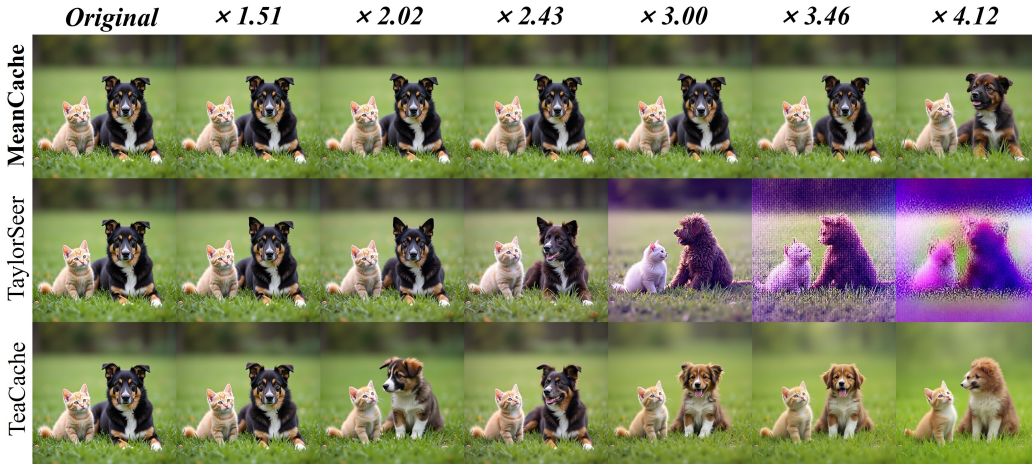 Original × 1.51 × 2.02 × 2.43 × 3.00 × 3.46 × 4.12
MeanCache
TaylorSeer
TeaCache